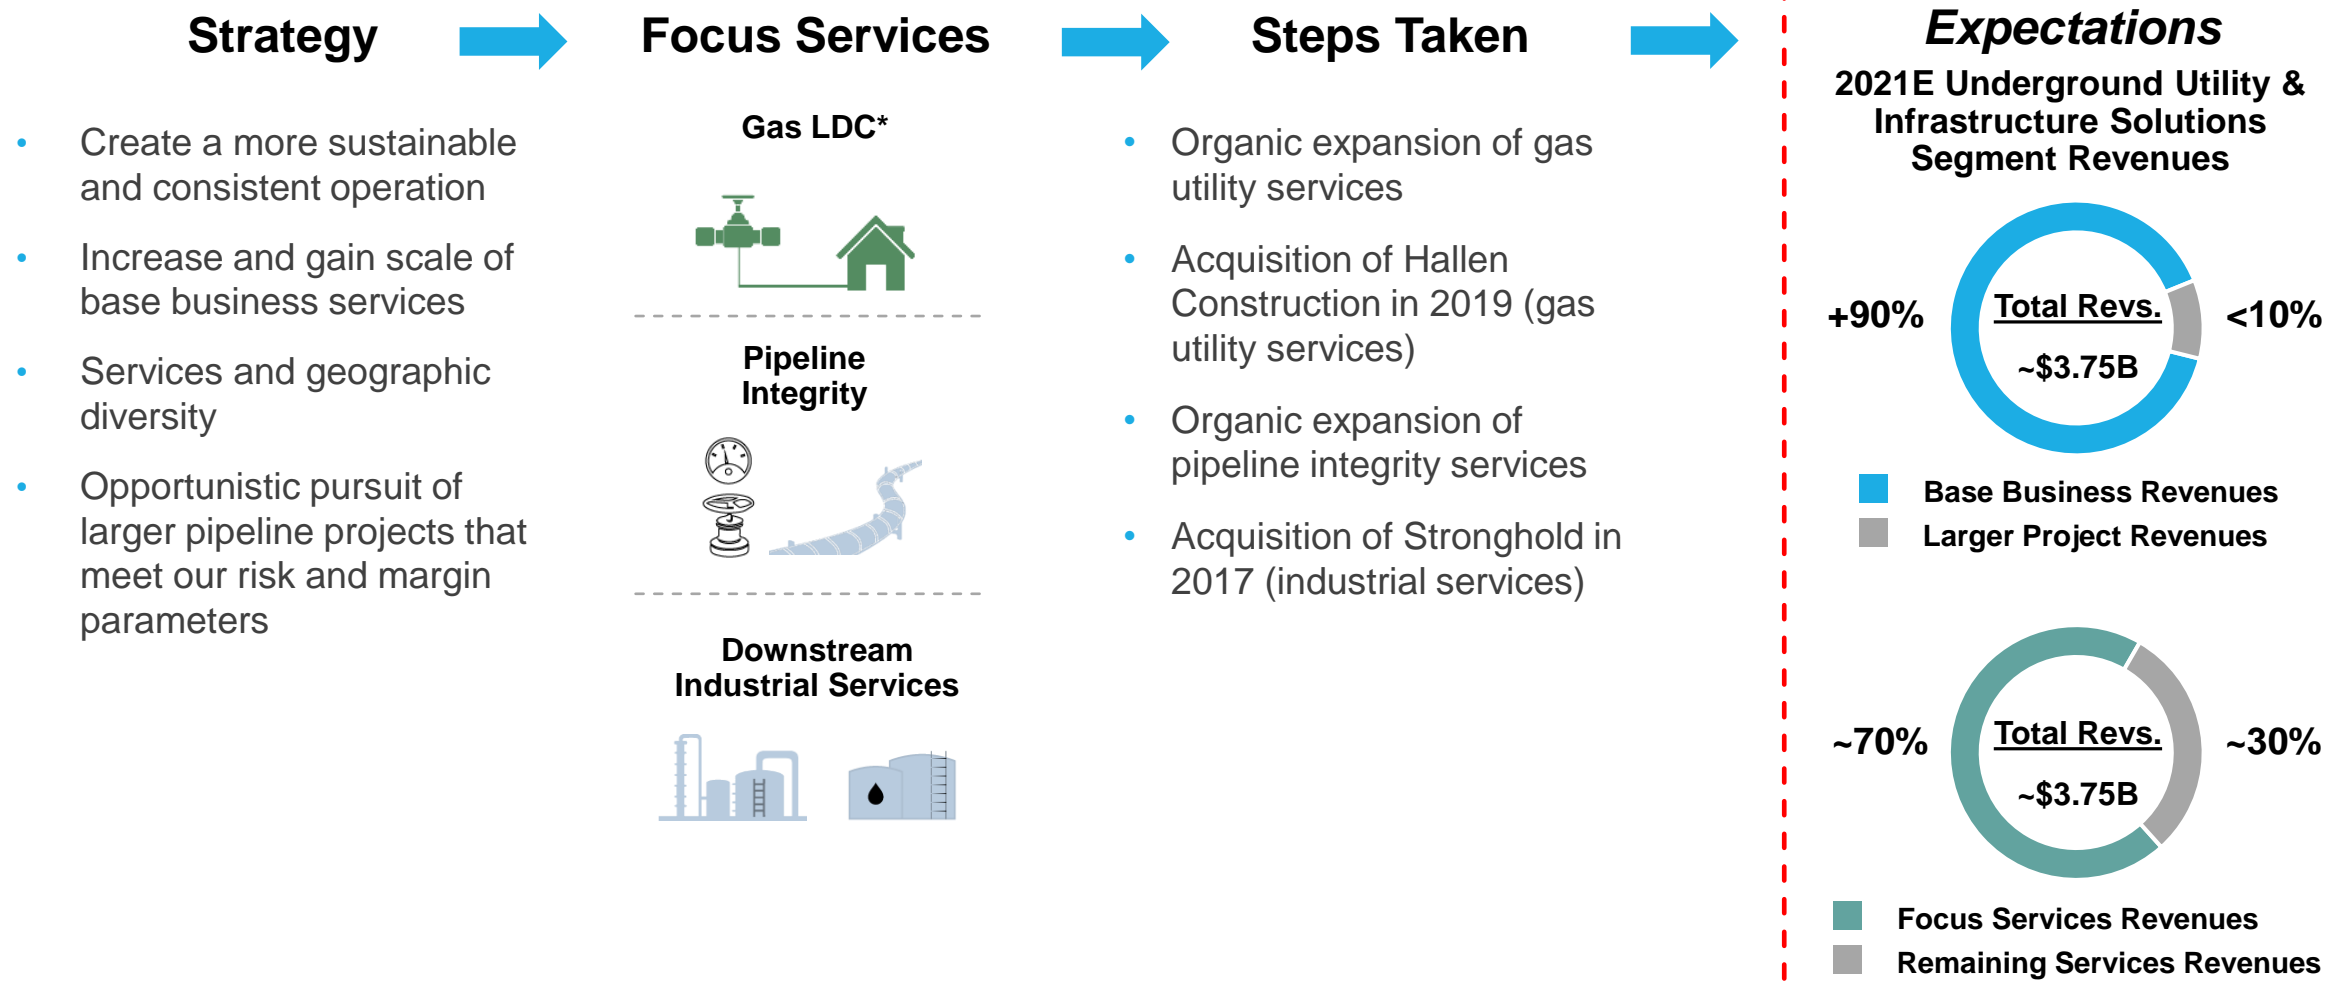 Strategy
• Create a more sustainable
and consistent operation
• Increase and gain scale of
base business services
• Services and geographic
diversity
• Opportunistic pursuit of
larger pipeline projects that
meet our risk and margin
parameters
Focus Services
Gas LDC*
Pipeline
Integrity
Downstream
Industrial Services
Steps Taken
• Organic expansion of gas
utility services
• Acquisition of Hallen
Construction in 2019 (gas
utility services)
• Organic expansion of
pipeline integrity services
• Acquisition of Stronghold in
2017 (industrial services)
Expectations
2021E Underground Utility &
Infrastructure Solutions
Segment Revenues
+90%
Total Revs.
~$3.75B
<10%
Base Business Revenues
Larger Project Revenues
~70%
Total Revs.
~$3.75B
~30%
Focus Services Revenues
Remaining Services Revenues